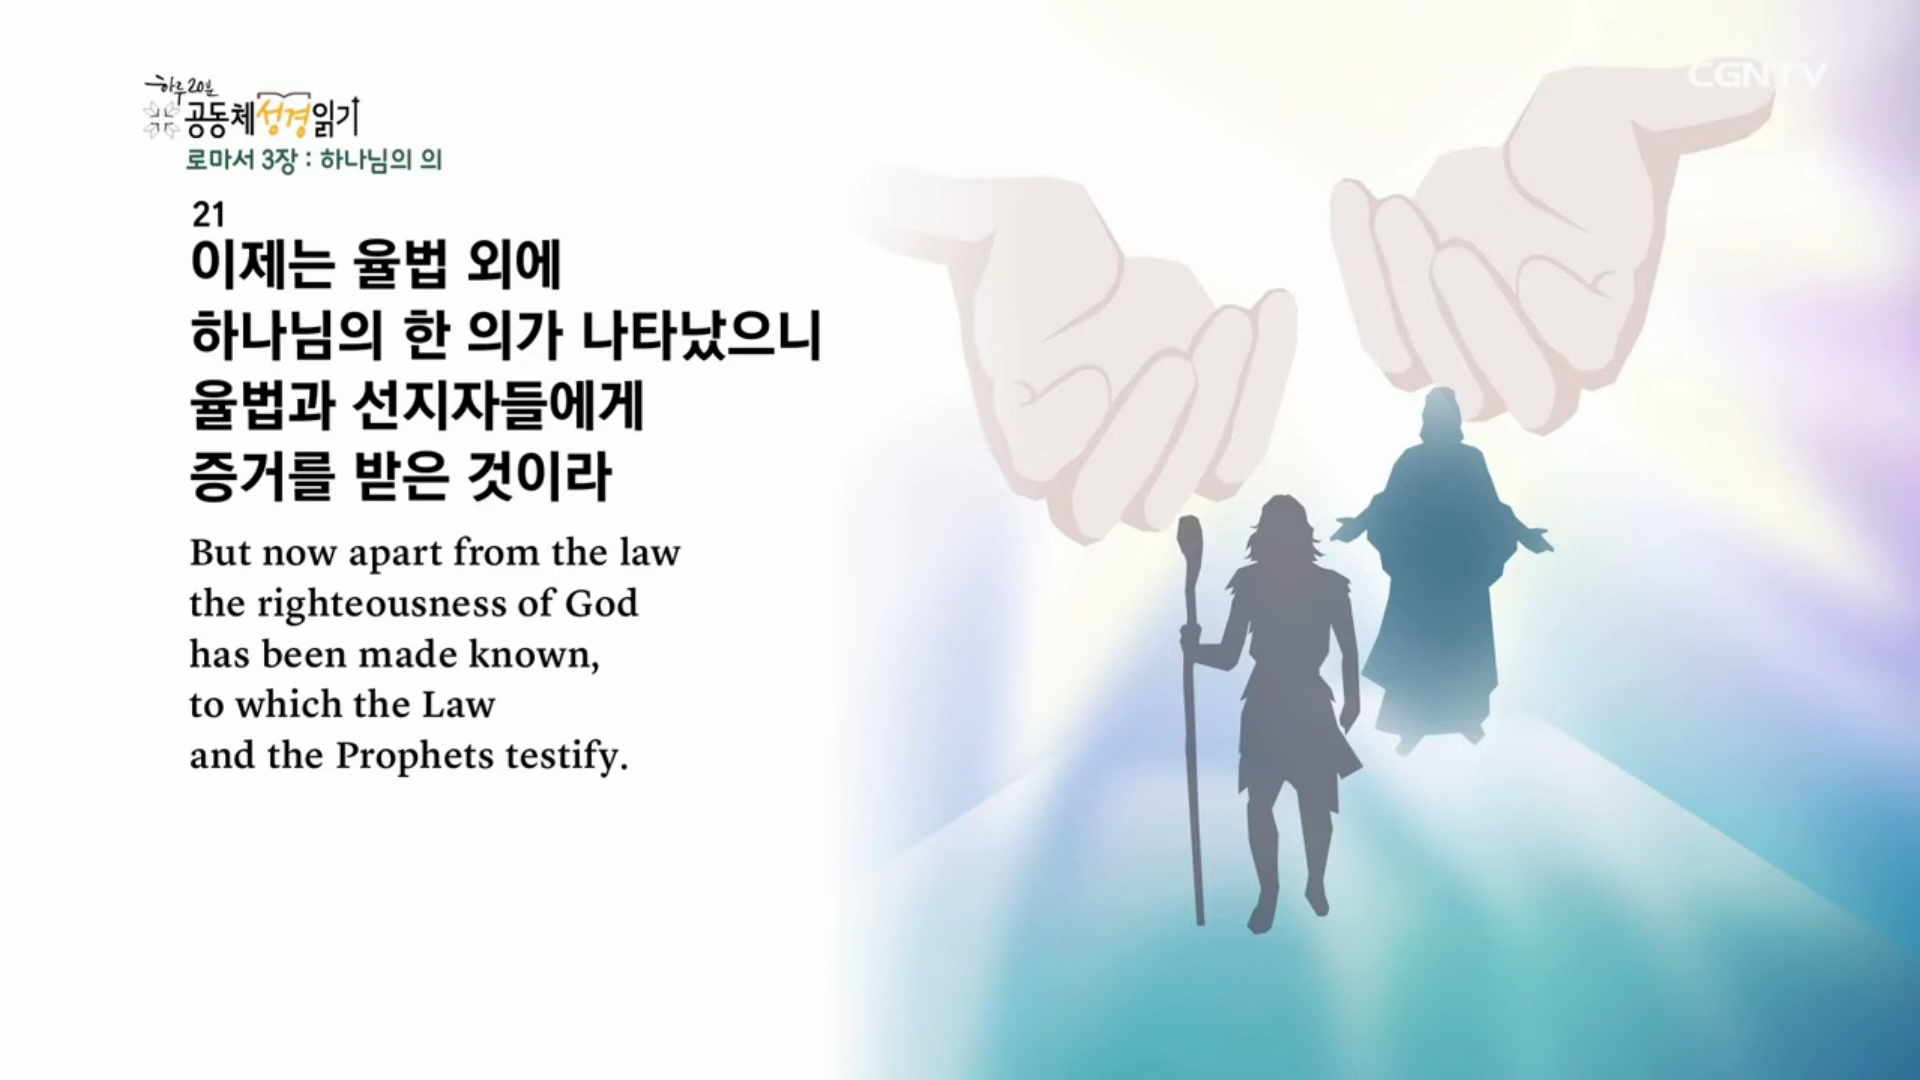 하루 20분
공동체성경읽기
로마서 3장 : 하나님의 의
CGNTV
21
이제는 율법 외에
하나님의 한 의가 나타났으니
율법과 선지자들에게
증거를 받은 것이라
But now apart from the law
the righteousness of God
has been made known,
to which the Law
and the Prophets testify.